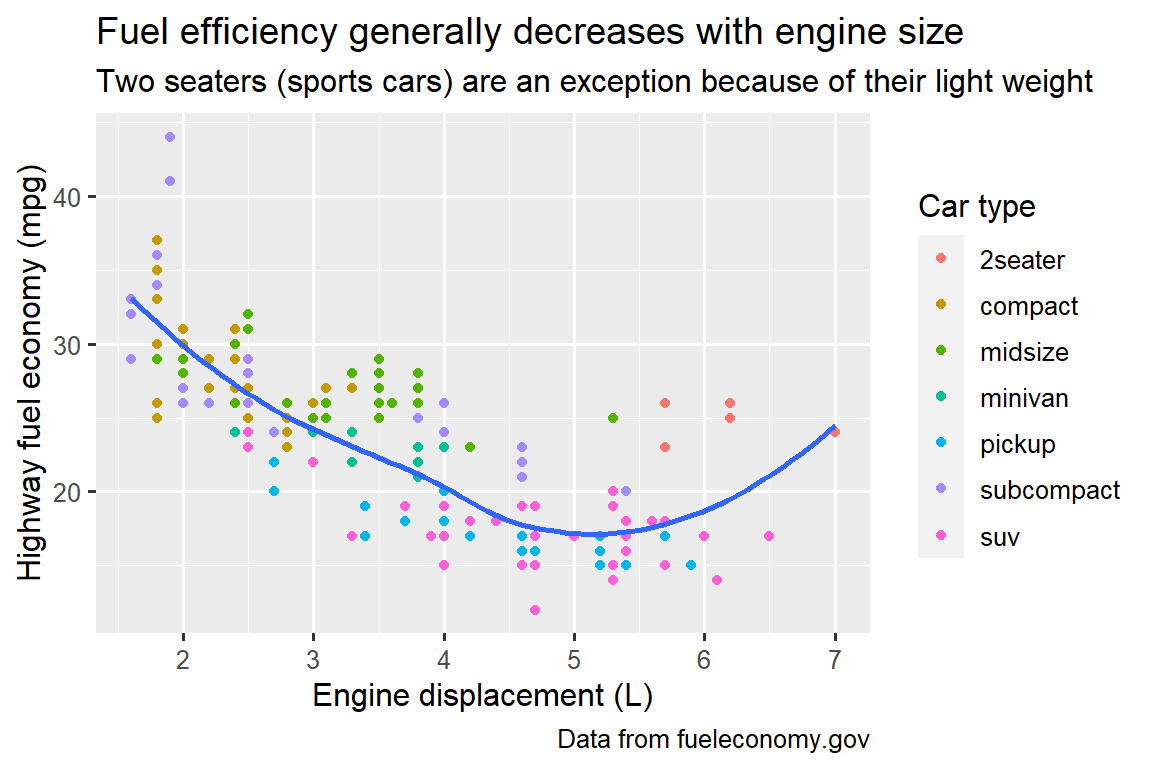 Fuel efficiency generally decreases with engine size
Two seaters (sports cars) are an exception because of their light weight
Highway fuel economy (mpg)
40
30
20
2
3
4
5
6
7
Engine displacement (L)
Car type
2seater
compact
midsize
minivan
pickup
subcompact
suv
Data from fueleconomy.gov